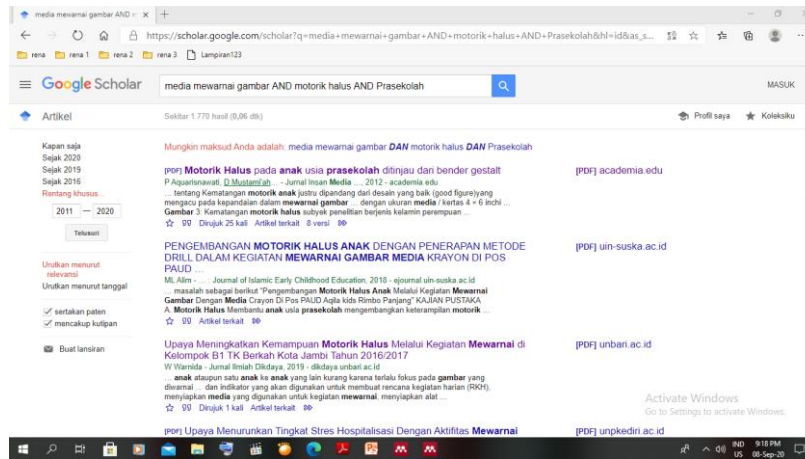 media mewarnai gambar AND m
https://scholar.google.com/scholar?q=media+mewarnai+gambar+AND+motorik+halus+AND+Prasekolah&hl=id&as_s...
rena
rena 1
rena 2
rena 3
Lampiran123
Google Scholar
media mewarnai gambar AND motorik halus AND Prasekolah
MASUK
Artikel
Sekitar 1.770 hasil (0,06 dtk)
Profil saya
Koleksiku
Kapan saja
Sejak 2020
Sejak 2019
Sejak 2016
Rentang khusus...
2011 — 2020
Telusuri
Urutkan menurut
relevansi
Urutkan menurut tanggal
sertakan paten
mencakup kutipan
Buat lansiran
Mungkin maksud Anda adalah: media mewarnai gambar DAN motorik halus DAN Prasekolah
[PDF] Motorik Halus pada anak usia prasekolah ditinjau dari bender gestalt
P Aquarisnawati, D Mustami'ah... - Jurnal Insan Media ..., 2012 - academia.edu
... tentang Kematangan motorik anak justru dipandang dari desain yang baik (good figure)yang
mengacu pada kepandaian dalam mewarnai gambar ... dengan ukuran media / kertas 4 × 6 inchi ...
Gambar 3: Kematangan motorik halus subyek penelitian berjenis kelamin perempuan ...
Dirujuk 25 kali Artikel terkait 8 versi
[PDF] academia.edu
PENGEMBANGAN MOTORIK HALUS ANAK DENGAN PENERAPAN METODE
DRILL DALAM KEGIATAN MEWARNAI GAMBAR MEDIA KRAYON DI POS
PAUD ...
ML Alim - ... : Journal of Islamic Early Childhood Education, 2018 - ejournal.uin-suska.ac.id
... masalah sebagai berikut "Pengembangan Motorik Halus Anak Melalui Kegiatan Mewarnai
Gambar Dengan Media Crayon Di Pos PAUD Aqila kids Rimbo Panjang" KAJIAN PUSTAKA
A. Motorik Halus Membantu anak usia prasekolah mengembangkan keterampilan motorik ...
Artikel terkait
[PDF] uin-suska.ac.id
Upaya Meningkatkan Kemampuan Motorik Halus Melalui Kegiatan Mewarnai di
Kelompok B1 TK Berkah Kota Jambi Tahun 2016/2017
W Warnida - Jurnal Ilmiah Dikdaya, 2019 - dikdaya.unbari.ac.id
... anak ataupun satu anak ke anak yang lain kurang karena terlalu fokus pada gambar yang
diwarnai ... dan indikator yang akan digunakan untuk membuat rencana kegiatan harian (RKH),
menyiapkan media yang digunakan untuk kegiatan mewarnai, menyiapkan alat ...
Dirujuk 1 kali Artikel terkait
[PDF] unbari.ac.id
[PDF] Upaya Menurunkan Tingkat Stres Hospitalisasi Dengan Aktifitas Mewarnai
[PDF] unpkediri.ac.id
Activate Windows
Go to Settings to activate Windows.
IND
US
9:18 PM
08-Sep-20